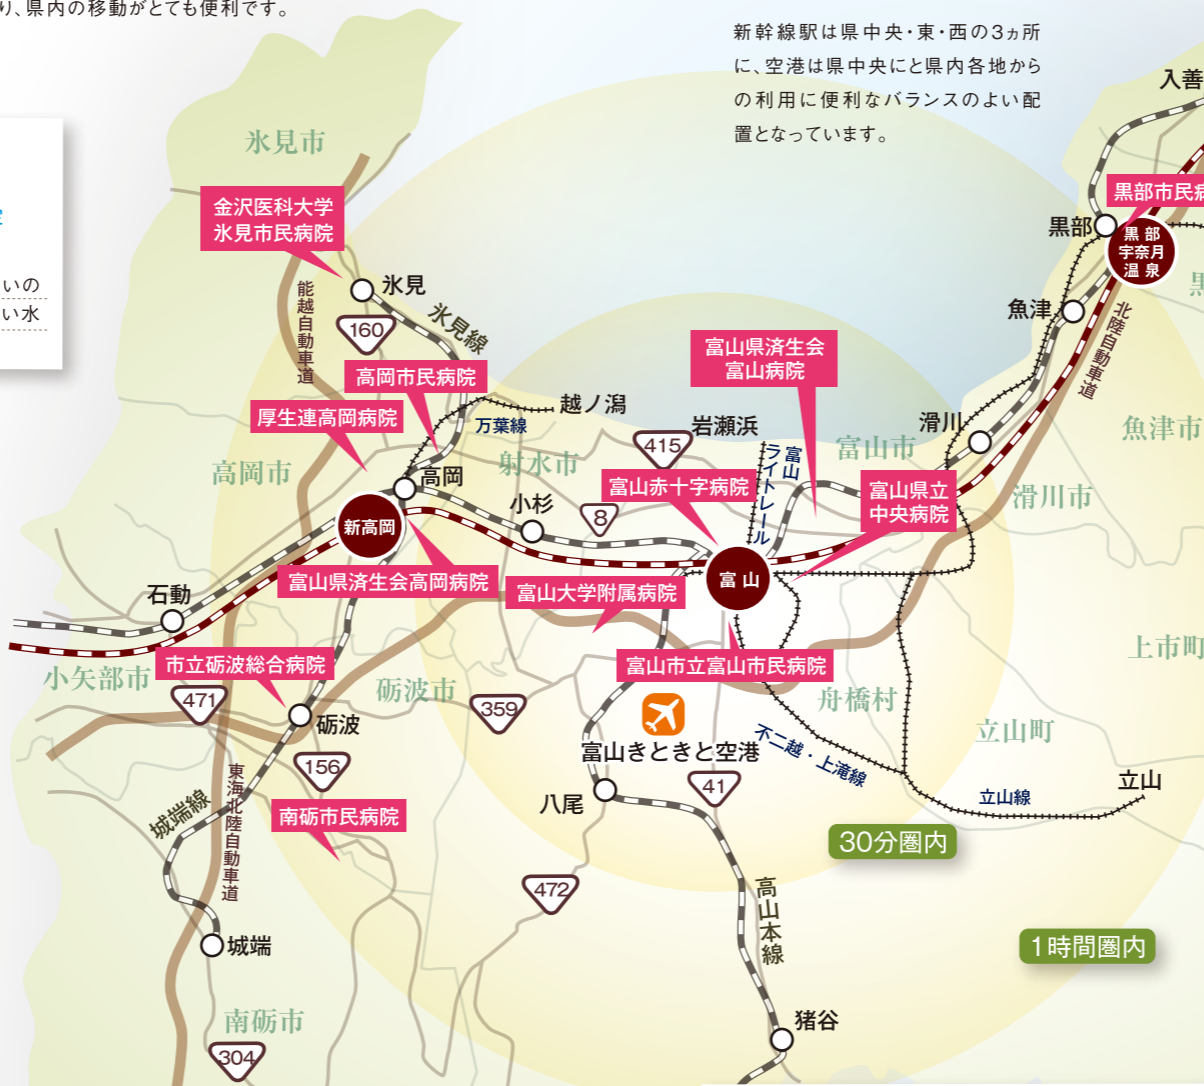 り、県内の移動がとても便利です。
新幹線駅は県中央・東・西の3ヵ所
に、空港は県中央にと県内各地から
の利用に便利なバランスのよい配
置となっています。
いの
い水
入善
氷見市
金沢医科大学
氷見市民病院
黒部市民病
黒部
黒部
宇奈月
温泉
黒
能越自動車道
氷見
氷見線
160
魚津
北陸自動車道
高岡市民病院
富山県済生会
富山病院
越ノ潟
万葉線
厚生連高岡病院
岩瀬浜
415
滑川
魚津市
富山市
高岡市
高岡
射水市
富山
ライトレール
富山赤十字病院
富山県立
中央病院
滑川市
小杉
8
新高岡
富山
富山県済生会高岡病院
富山大学附属病院
石動
小矢部市
市立砺波総合病院
富山市立富山市民病院
上市町
471
砺波市
359
舟橋村
砺波
立山町
富山きときと空港
不二越・上滝線
156
東海北陸自動車道
41
立山
八尾
立山線
城端線
南砺市民病院
30分圏内
472
高山本線
城端
1時間圏内
南砺市
猪谷
304